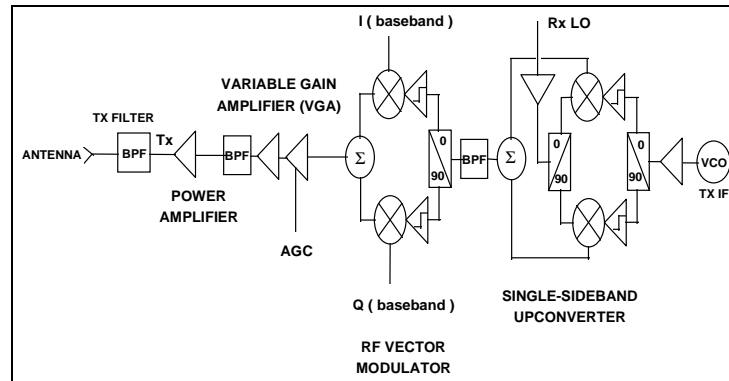 I ( baseband )
Rx LO
VARIABLE GAIN
AMPLIFIER (VGA)
TX FILTER
Tx
ANTENNA
BPF
BPF
Σ
0
90
BPF
Σ
0
90
0
90
VCO
TX IF
POWER
AMPLIFIER
AGC
Q ( baseband )
SINGLE-SIDEBAND
UPCONVERTER
RF VECTOR
MODULATOR